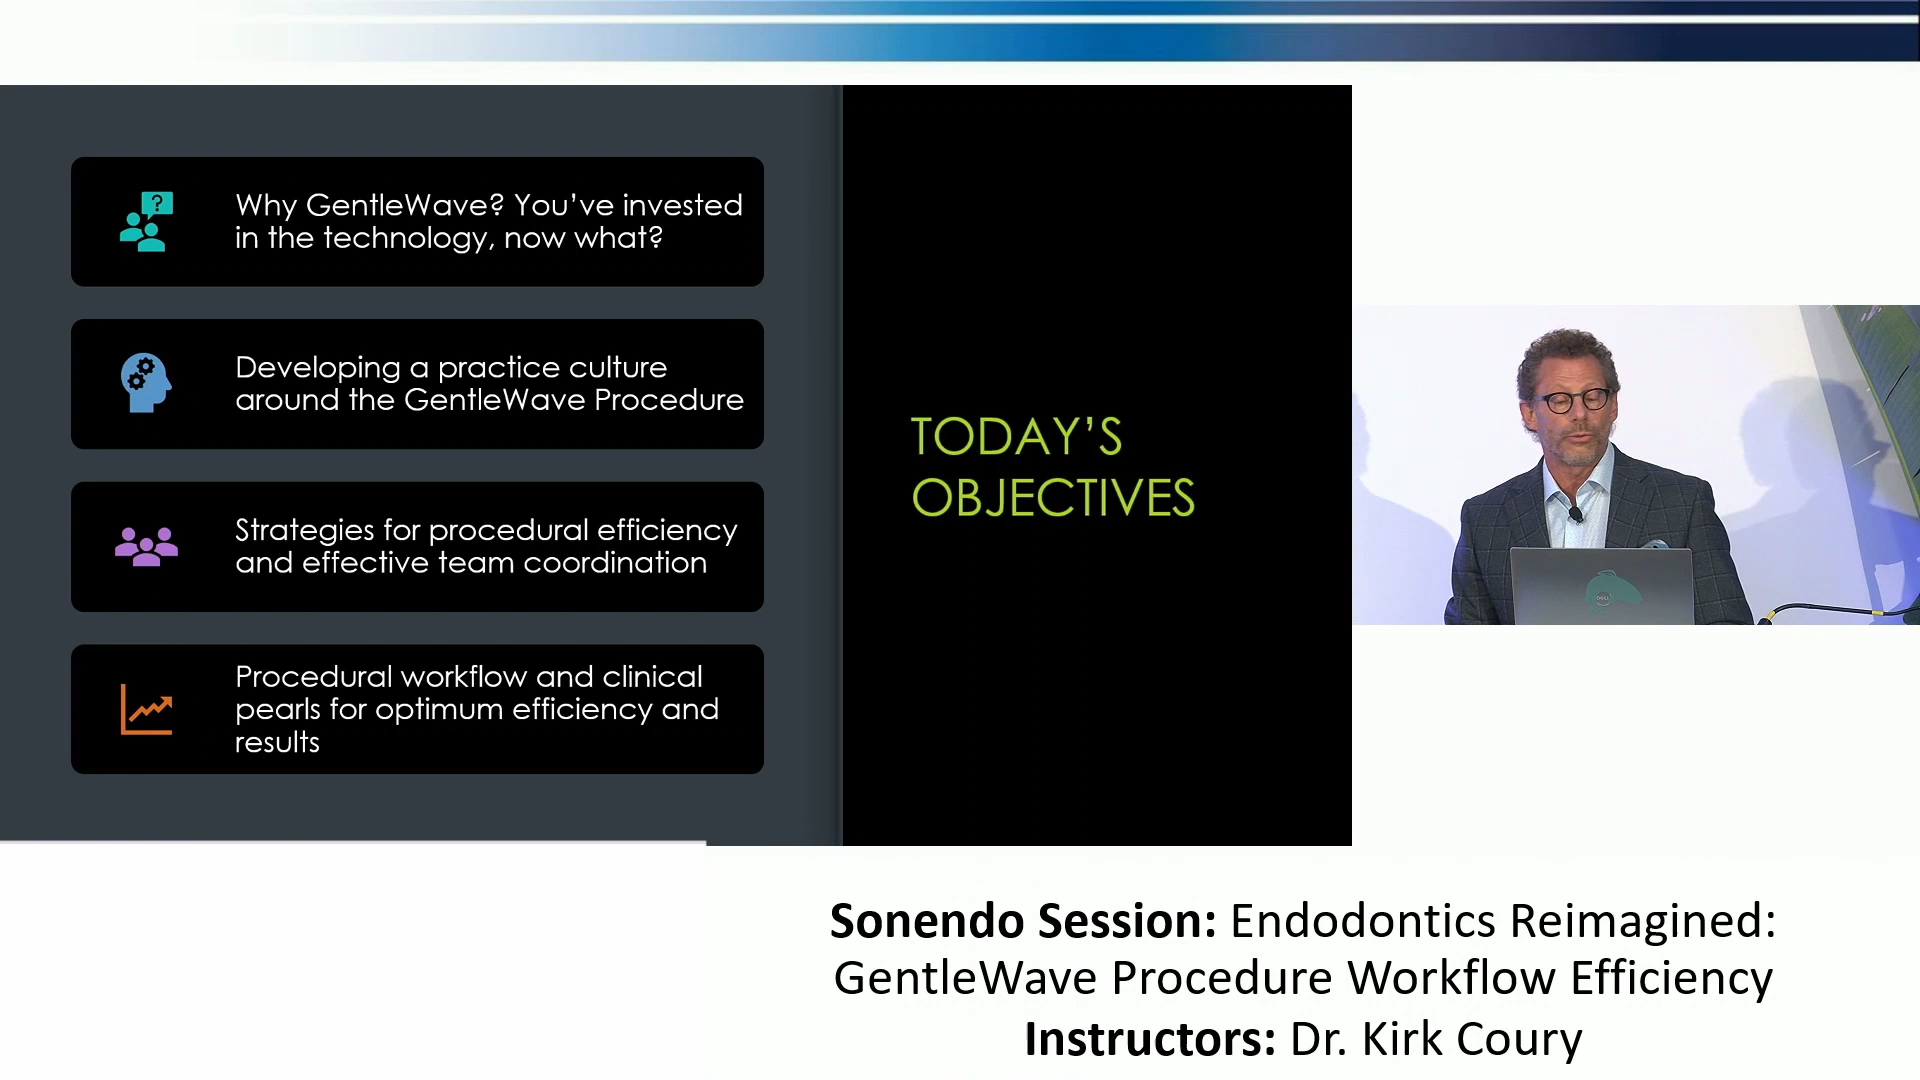 Why GentleWave? You’ve invested
in the technology, now what?
Developing a practice culture
around the GentleWave Procedure
Strategies for procedural efficiency
and effective team coordination
Procedural workflow and clinical
pearls for optimum efficiency and
results
TODAY’S
OBJECTIVES
?
DELL
Sonendo Session: Endodontics Reimagined:
GentleWave Procedure Workflow Efficiency
Instructors: Dr. Kirk Coury